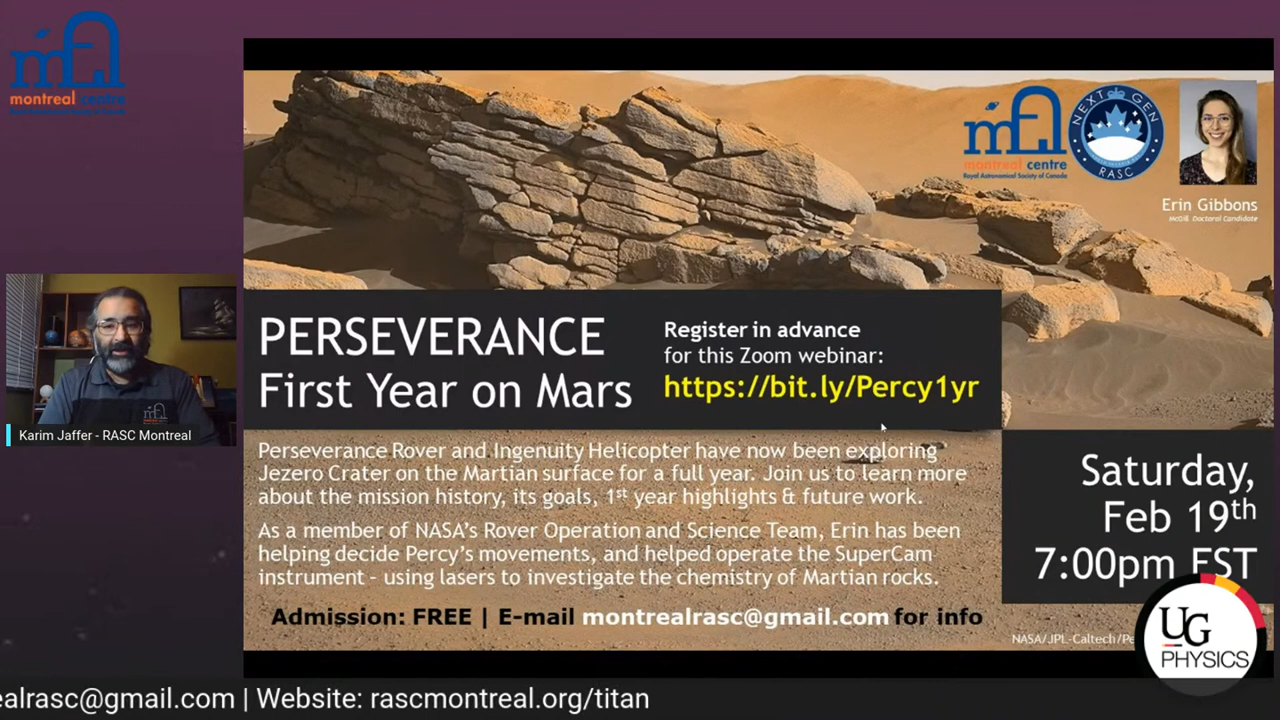 montreal centre
montreal centre
Royal Astronomical Society of Canada
NEXT GEN
RASC
Erin Gibbons
McGill Doctoral Candidate
PERSEVERANCE
First Year on Mars
Register in advance
for this Zoom webinar:
https://bit.ly/Percy1yr
Karim Jaffer - RASC Montreal
Perseverance Rover and Ingenuity Helicopter have now been exploring
Jezero Crater on the Martian surface for a full year. Join us to learn more
about the mission history, its goals, 1st year highlights & future work.
As a member of NASA's Rover Operation and Science Team, Erin has been
helping decide Percy's movements, and helped operate the SuperCam
instrument - using lasers to investigate the chemistry of Martian rocks.
Saturday,
Feb 19th
7:00pm EST
Admission: FREE | E-mail montrealrasc@gmail.com for info
NASA/JPL-Caltech/Pe
UG
PHYSICS
ealrasc@gmail.com | Website: rascmontreal.org/titan